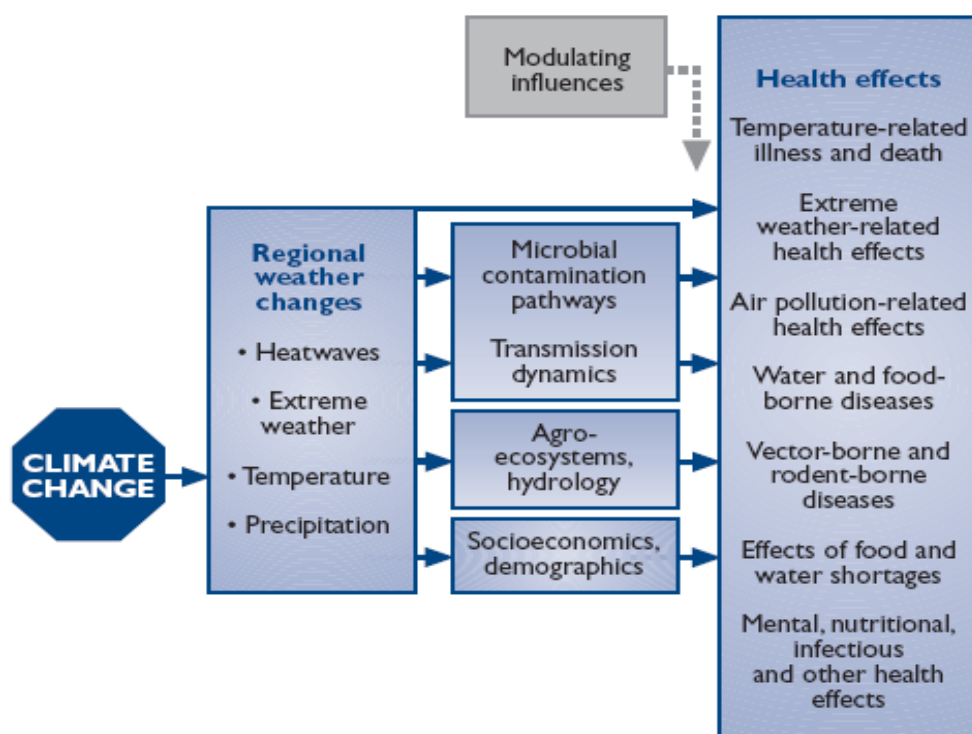 Modulating
influences
CLIMATE
CHANGE
Regional
weather
changes
• Heatwaves
• Extreme
weather
• Temperature
• Precipitation
Microbial
contamination
pathways
Transmission
dynamics
Agro-
ecosystems,
hydrology
Socioeconomics,
demographics
Health effects
Temperature-related
illness and death
Extreme
weather-related
health effects
Air pollution-related
health effects
Water and food-
borne diseases
Vector-borne and
rodent-borne
diseases
Effects of food and
water shortages
Mental, nutritional,
infectious
and other health
effects